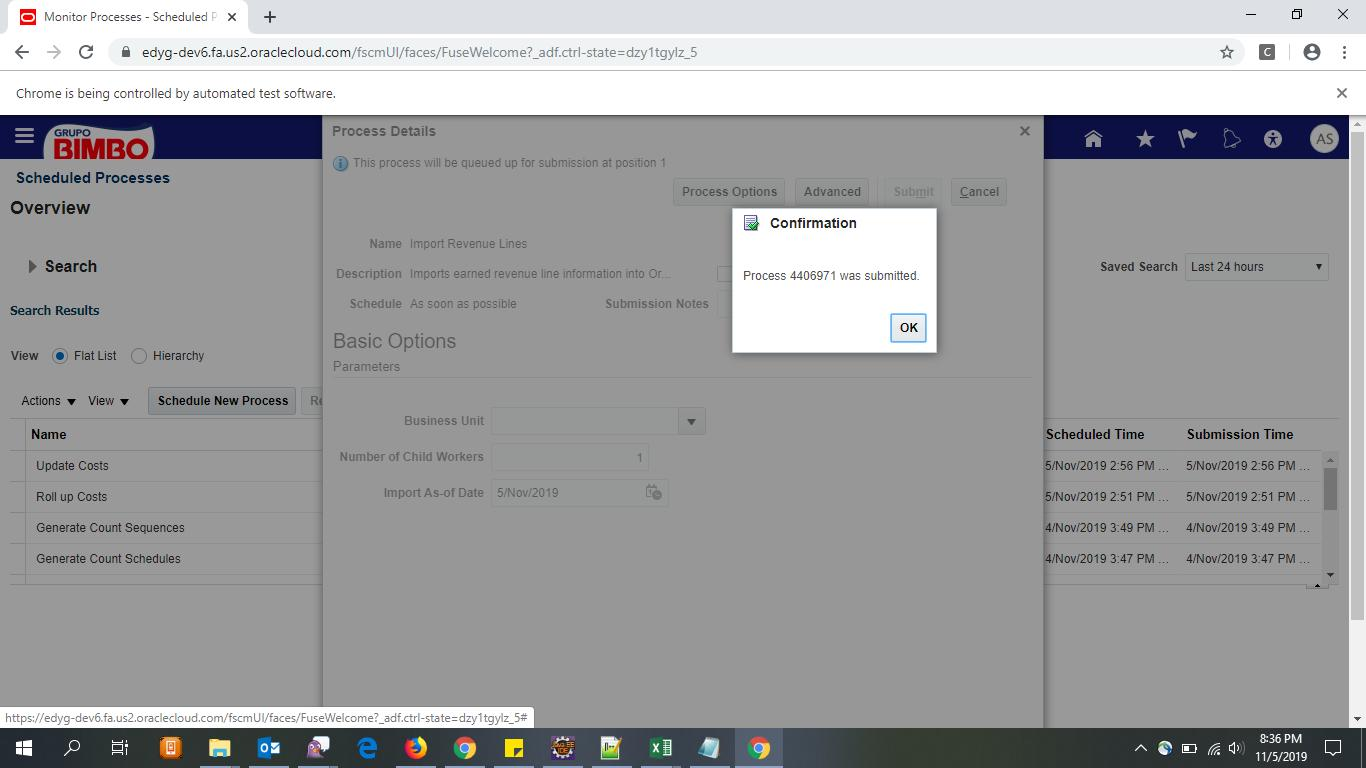 Monitor Processes - Scheduled P
edyg-dev6.fa.us2.oraclecloud.com/fscmUI/faces/FuseWelcome?_adf.ctrl-state=dzy1tgylz_5
C
Chrome is being controlled by automated test software.
GRUPO
BIMBO
AS
Process Details
This process will be queued up for submission at position 1
Process Options
Advanced
Submit
Cancel
Scheduled Processes
Overview
Search
Saved Search Last 24 hours
Search Results
View Flat List Hierarchy
Actions View Schedule New Process Re
Name
Update Costs
Roll up Costs
Generate Count Sequences
Generate Count Schedules
Name Import Revenue Lines
Description Imports earned revenue line information into Or...
Schedule As soon as possible Submission Notes
Basic Options
Parameters
Business Unit
Number of Child Workers 1
Import As-of Date 5/Nov/2019
Confirmation
Process 4406971 was submitted.
OK
Scheduled Time Submission Time
5/Nov/2019 2:56 PM ... 5/Nov/2019 2:56 PM ...
5/Nov/2019 2:51 PM ... 5/Nov/2019 2:51 PM ...
4/Nov/2019 3:49 PM ... 4/Nov/2019 3:49 PM ...
4/Nov/2019 3:47 PM ... 4/Nov/2019 3:47 PM ...
https://edyg-dev6.fa.us2.oraclecloud.com/fscmUI/faces/FuseWelcome?_adf.ctrl-state=dzy1tgylz_5#
8:36 PM
11/5/2019